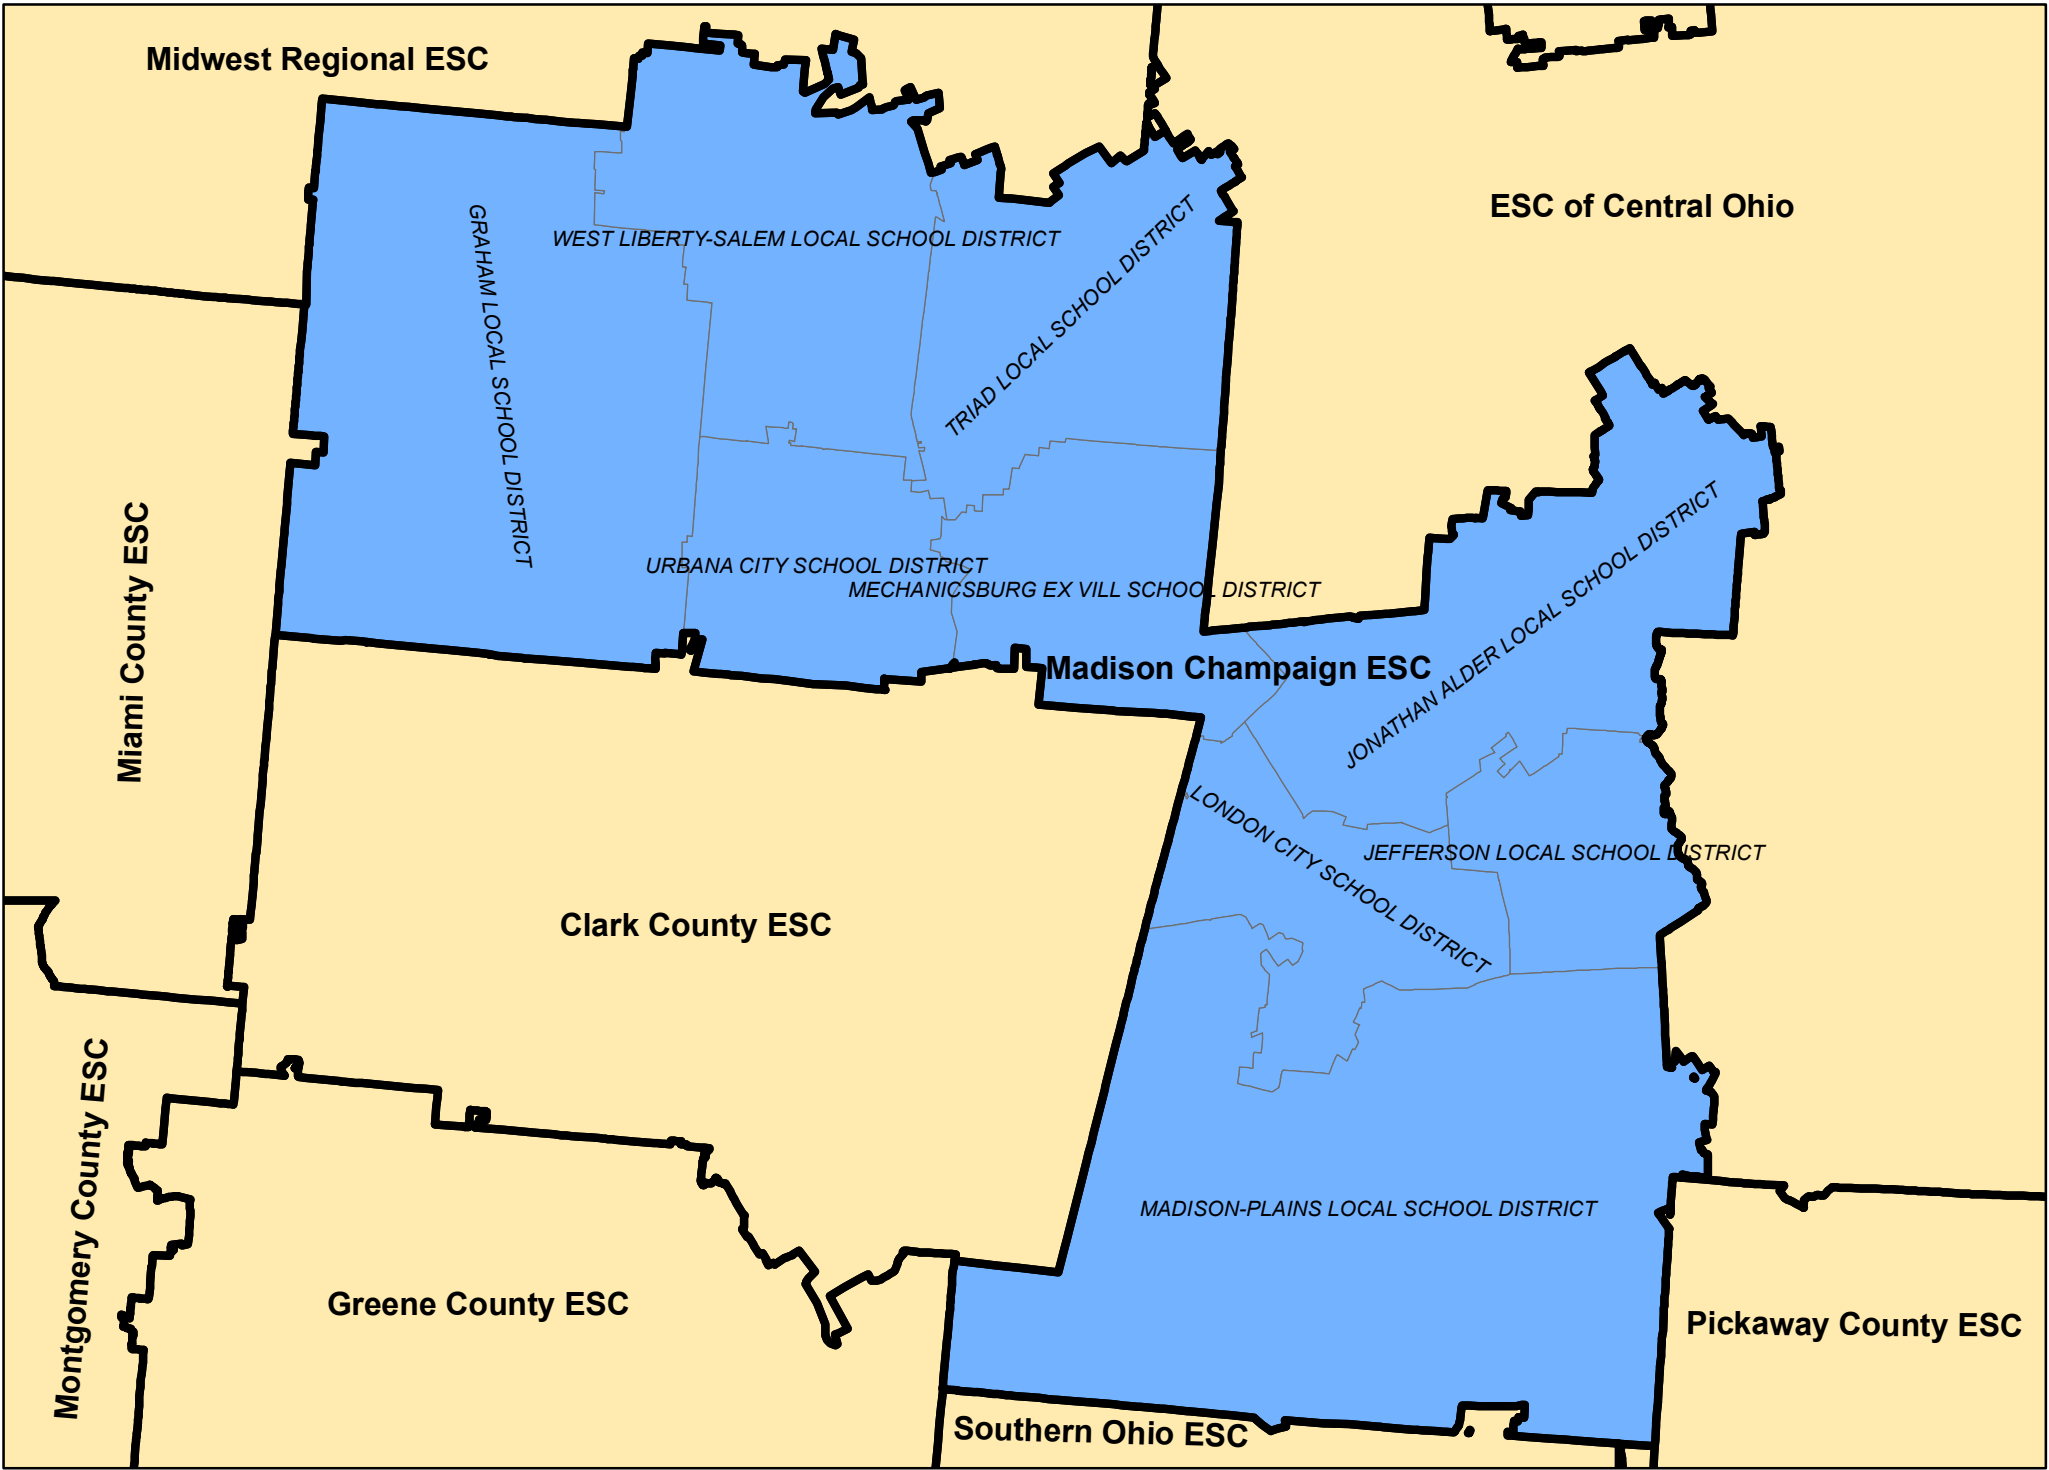 Midwest Regional ESC
ESC of Central Ohio
GRAHAM LOCAL SCHOOL DISTRICT
WEST LIBERTY-SALEM LOCAL SCHOOL DISTRICT
TRIAD LOCAL SCHOOL DISTRICT
Miami County ESC
URBANA CITY SCHOOL DISTRICT
MECHANICSBURG EX VILL SCHOOL DISTRICT
JONATHAN ALDER LOCAL SCHOOL DISTRICT
Madison Champaign ESC
LONDON CITY SCHOOL DISTRICT
JEFFERSON LOCAL SCHOOL DISTRICT
Clark County ESC
Montgomery County ESC
MADISON-PLAINS LOCAL SCHOOL DISTRICT
Greene County ESC
Pickaway County ESC
Southern Ohio ESC